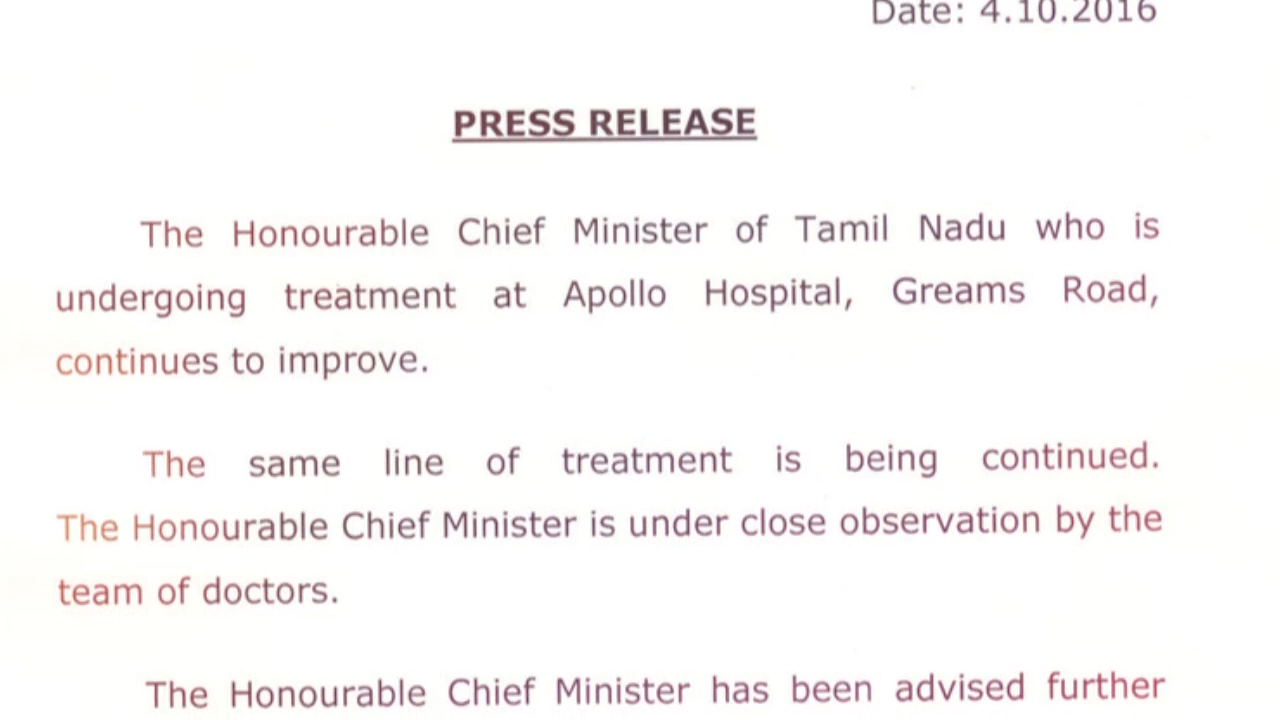 Date: 4.10.2016
PRESS RELEASE
The Honourable Chief Minister of Tamil Nadu who is
undergoing treatment at Apollo Hospital, Greams Road,
continues to improve.
The same line of treatment is being continued.
The Honourable Chief Minister is under close observation by the
team of doctors.
The Honourable Chief Minister has been advised further